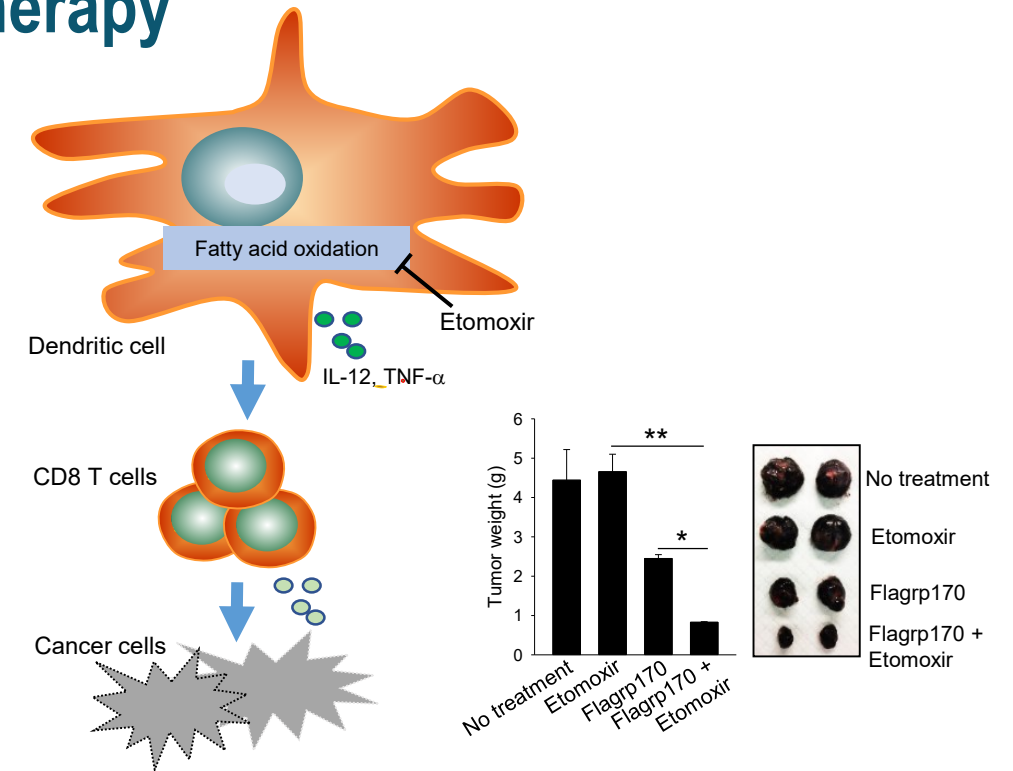 herapy
Fatty acid oxidation
Etomoxir
Dendritic cell
IL-12, TNF-α
CD8 T cells
Cancer cells
6
5
4
3
2
1
0
Tumor weight (g)
**
*
No treatment
Etomoxir
Flagrp170
Flagrp170 +
Etomoxir
No treatment
Etomoxir
Flagrp170
Flagrp170 +
Etomoxir